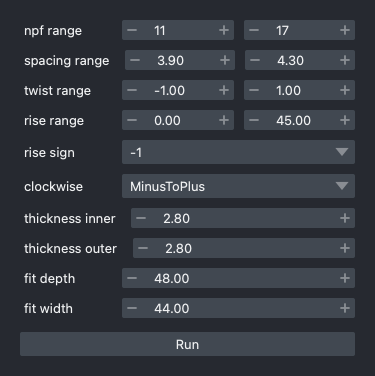 npf range − 11 + − 17 +
spacing range − 3.90 + − 4.30 +
twist range − -1.00 + − 1.00 +
rise range − 0.00 + − 45.00 +
rise sign -1
clockwise MinusToPlus
thickness inner − 2.80 +
thickness outer − 2.80 +
fit depth − 48.00 +
fit width − 44.00 +
Run